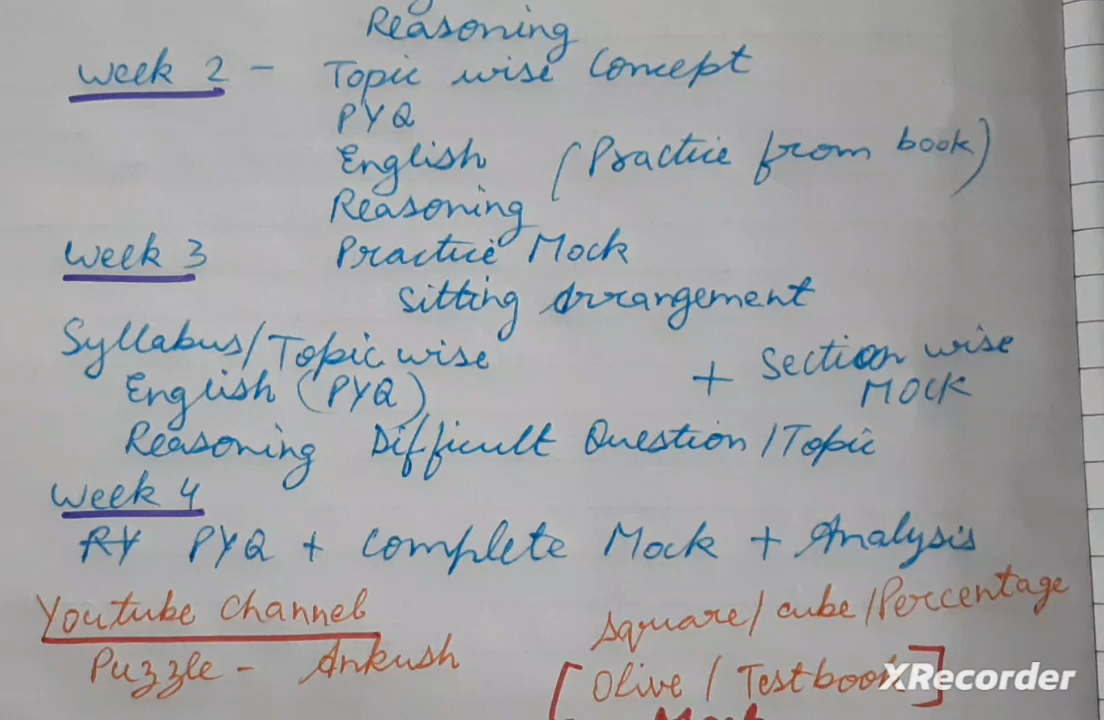 Reasoning
Week 2 - Topic wise Concept
PYQ
English (Practice from book)
Reasoning
Week 3 Practice Mock
Sitting Arrangement
Syllabus/Topic wise + Section wise
English (PYQ) MOCK
Reasoning Difficult Question/Topic
Week 4
PYQ + Complete Mock + Analysis
Youtube Channel Square/cube/Percentage
Puzzle - Ankush [Olive / Testbook]
XRecorder